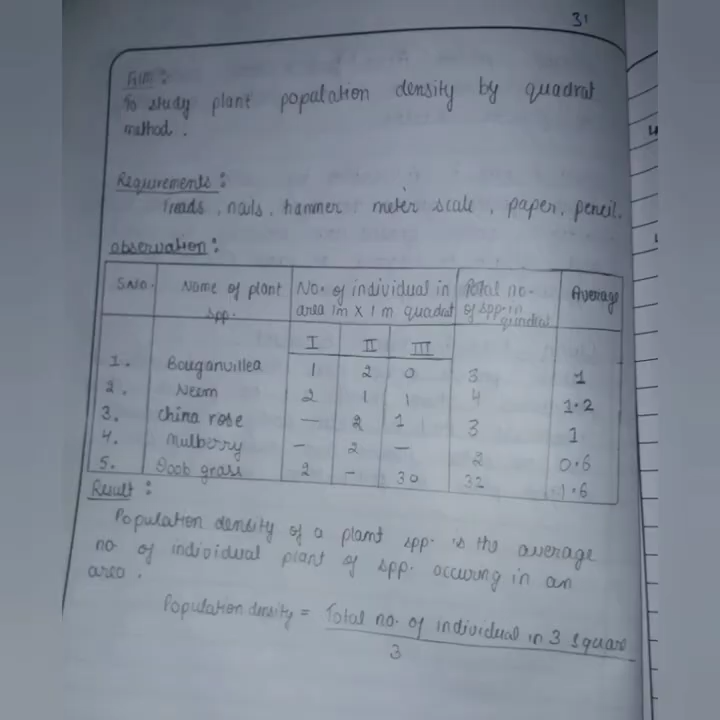 31
Aim:
To study plant population density by quadrat
method.
Requirements:
Treads, nails, hammer, meter scale, paper, pencil.
observation:
S.No. Name of plant spp. No. of individual in area 1m X 1 m quadrat Total no. of spp. in quadrat Average
I II III
1. Bouganvillea 1 2 0 3 1
2. Neem 2 1 1 4 1.2
3. China rose — 2 1 3 1
4. Mulberry — 2 — 2 0.6
5. Doob grass 2 - 30 32 1.6
Result:
Population density of a plant spp. is the average
no. of individual plant of spp. occuring in an
area.
Population density = Total no. of individual in 3 square
3